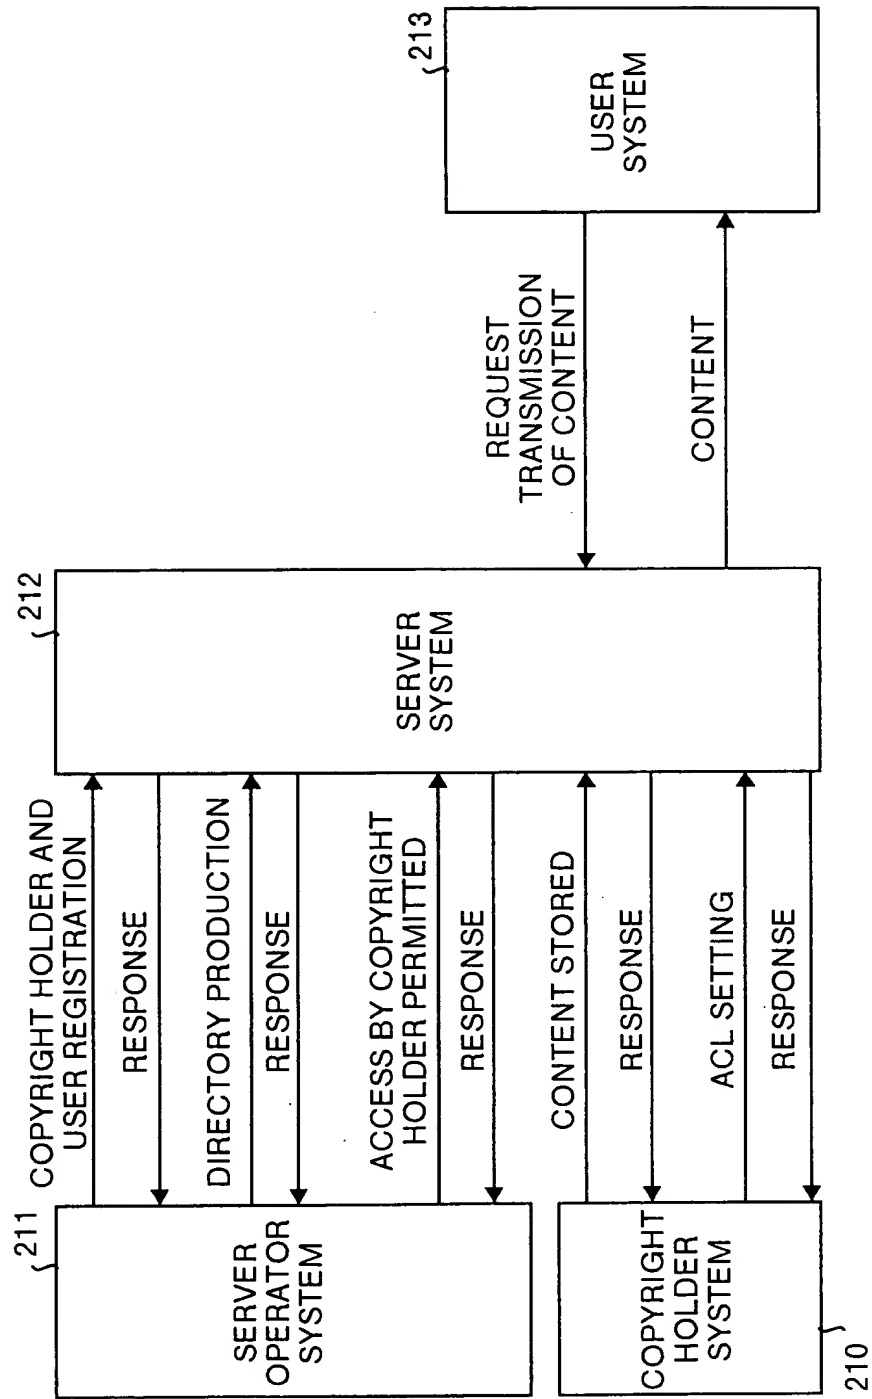 211
SERVER
OPERATOR
SYSTEM
COPYRIGHT HOLDER AND
USER REGISTRATION
RESPONSE
DIRECTORY PRODUCTION
RESPONSE
ACCESS BY COPYRIGHT
HOLDER PERMITTED
RESPONSE
210
COPYRIGHT
HOLDER
SYSTEM
CONTENT STORED
RESPONSE
ACL SETTING
RESPONSE
212
SERVER
SYSTEM
REQUEST
TRANSMISSION
OF CONTENT
CONTENT
213
USER
SYSTEM